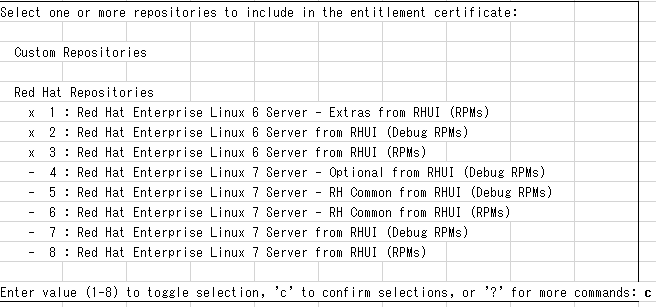 Select one or more repositories to include in the entitlement certificate:
Custom Repositories
Red Hat Repositories
x 1 : Red Hat Enterprise Linux 6 Server - Extras from RHUI (RPMs)
x 2 : Red Hat Enterprise Linux 6 Server from RHUI (Debug RPMs)
x 3 : Red Hat Enterprise Linux 6 Server from RHUI (RPMs)
- 4 : Red Hat Enterprise Linux 7 Server - Optional from RHUI (Debug RPMs)
- 5 : Red Hat Enterprise Linux 7 Server - RH Common from RHUI (Debug RPMs)
- 6 : Red Hat Enterprise Linux 7 Server - RH Common from RHUI (RPMs)
- 7 : Red Hat Enterprise Linux 7 Server from RHUI (Debug RPMs)
- 8 : Red Hat Enterprise Linux 7 Server from RHUI (RPMs)
Enter value (1-8) to toggle selection, 'c' to confirm selections, or '?' for more commands: c